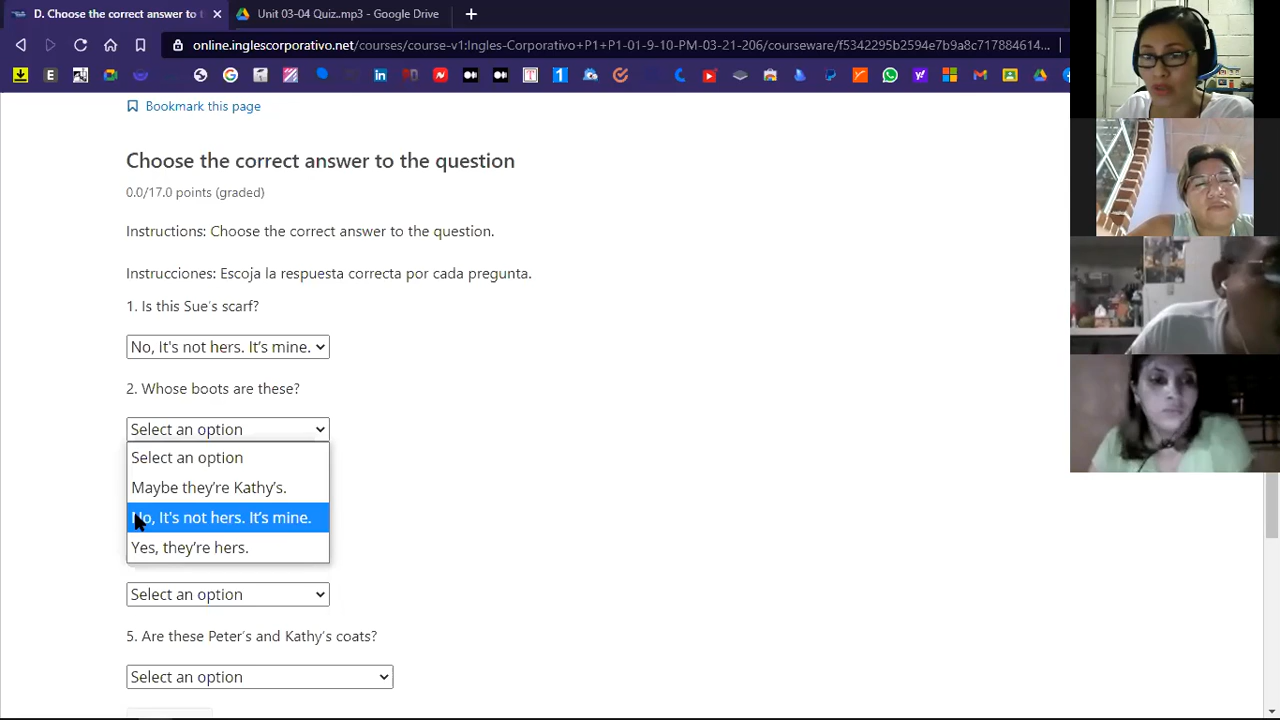 D. Choose the correct answer to t
Unit 03-04 Quiz..mp3 - Google Drive
online.inglescorporativo.net/courses/course-v1:Ingles-Corporativo+P1+P1-01-9-10-PM-03-21-206/courseware/f5342295b2594e7b9a8c717884614...
Bookmark this page
Choose the correct answer to the question
0.0/17.0 points (graded)
Instructions: Choose the correct answer to the question.
Instrucciones: Escoja la respuesta correcta por cada pregunta.
1. Is this Sue's scarf?
No, It's not hers. It's mine.
2. Whose boots are these?
Select an option
Select an option
Maybe they're Kathy's.
No, It's not hers. It's mine.
Yes, they're hers.
Select an option
5. Are these Peter's and Kathy's coats?
Select an option